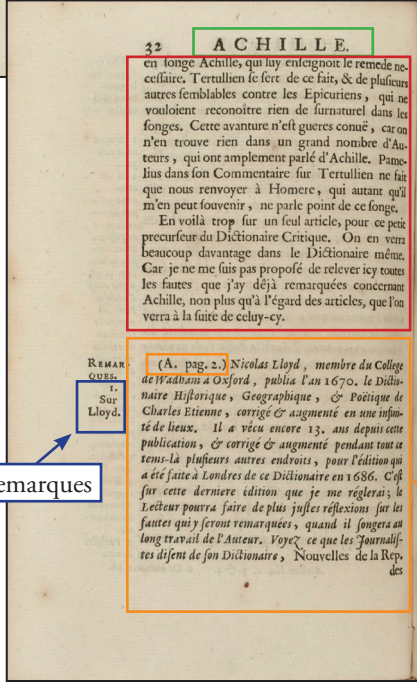 32 ACHILLE.
en ſonge Achille, qui luy enſeignoit le remede ne-
ceſſaire. Tertullien ſe ſert de ce fait, & de pluſieurs
autres ſemblables contre les Epicuriens, qui ne
vouloient reconoître rien de ſurnaturel dans les
ſonges. Cette avanture n'eſt gueres conuë, car on
n'en trouve rien dans un grand nombre d'Au-
teurs, qui ont amplement parlé d'Achille. Pame-
lius dans ſon Commentaire ſur Tertullien ne fait
que nous renvoyer à Homere, qui autant qu'il
m'en peut ſouvenir, ne parle point de ce ſonge.
En voilà trop ſur un ſeul article, pour ce petit
precurſeur du Dictionaire Critique. On en verra
beaucoup davantage dans le Dictionaire même.
Car je ne me ſuis pas propoſé de relever icy toutes
les fautes que j'ay déjà remarquées concernant
Achille, non plus qu'à l'égard des articles, que l'on
verra à la ſuite de celuy-cy.
REMAR-
QUES.
I.
Sur
Lloyd.
emarques
(A. pag. 2.) Nicolas Lloyd, membre du College
de Wadham à Oxford, publia l'an 1670. le Dictio-
naire Hiſtorique, Geographique, & Poëtique de
Charles Etienne, corrigé & augmenté en une infini-
té de lieux. Il a vêcu encore 13. ans depuis cette
publication, & corrigé & augmenté pendant tout ce
tems-là pluſieurs autres endroits, pour l'édition qui
a été faite à Londres de ce Dictionaire en 1686. C'eſt
ſur cette derniere édition que je me réglerai; le
Lecteur pourra faire de plus juſtes réflexions ſur les
fautes qui y ſeront remarquées, quand il ſongera au
long travail de l'Auteur. Voyez ce que les Journaliſ-
tes diſent de ſon Dictionaire, Nouvelles de la Rep.
des